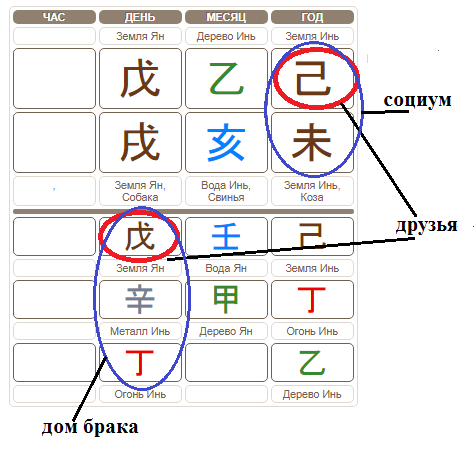 ЧАС ДЕНЬ МЕСЯЦ ГОД
Земля Ян Дерево Инь Земля Инь
戊 乙 己
социум
戌 亥 未
Земля Ян, Собака Вода Инь, Свинья Земля Инь, Коза
друзья
戊 壬 己
Земля Ян Вода Ян Земля Инь
辛 甲 丁
Металл Инь Дерево Ян Огонь Инь
丁 乙
Огонь Инь Дерево Инь
дом брака